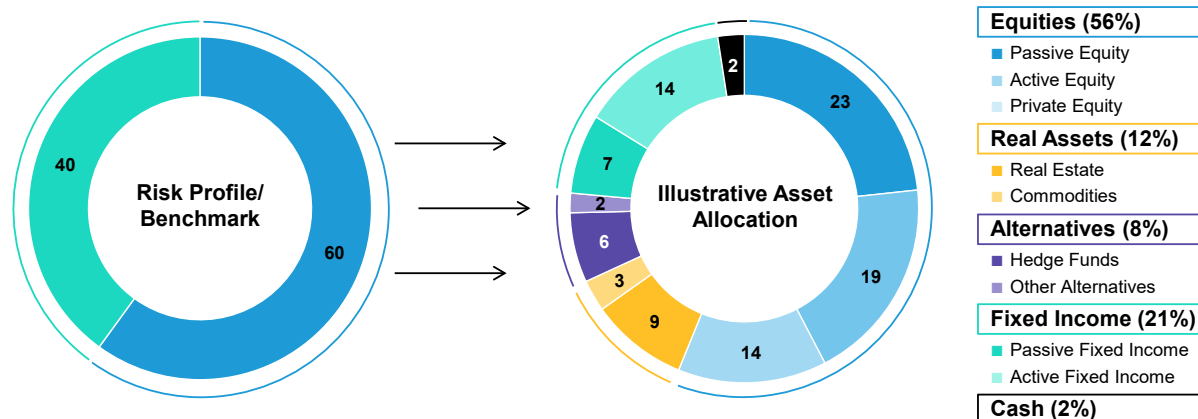 40
60
Risk Profile/
Benchmark
2
14
23
7
2
6
3
9
14
19
Illustrative Asset
Allocation
Equities (56%)
Passive Equity
Active Equity
Private Equity
Real Assets (12%)
Real Estate
Commodities
Alternatives (8%)
Hedge Funds
Other Alternatives
Fixed Income (21%)
Passive Fixed Income
Active Fixed Income
Cash (2%)